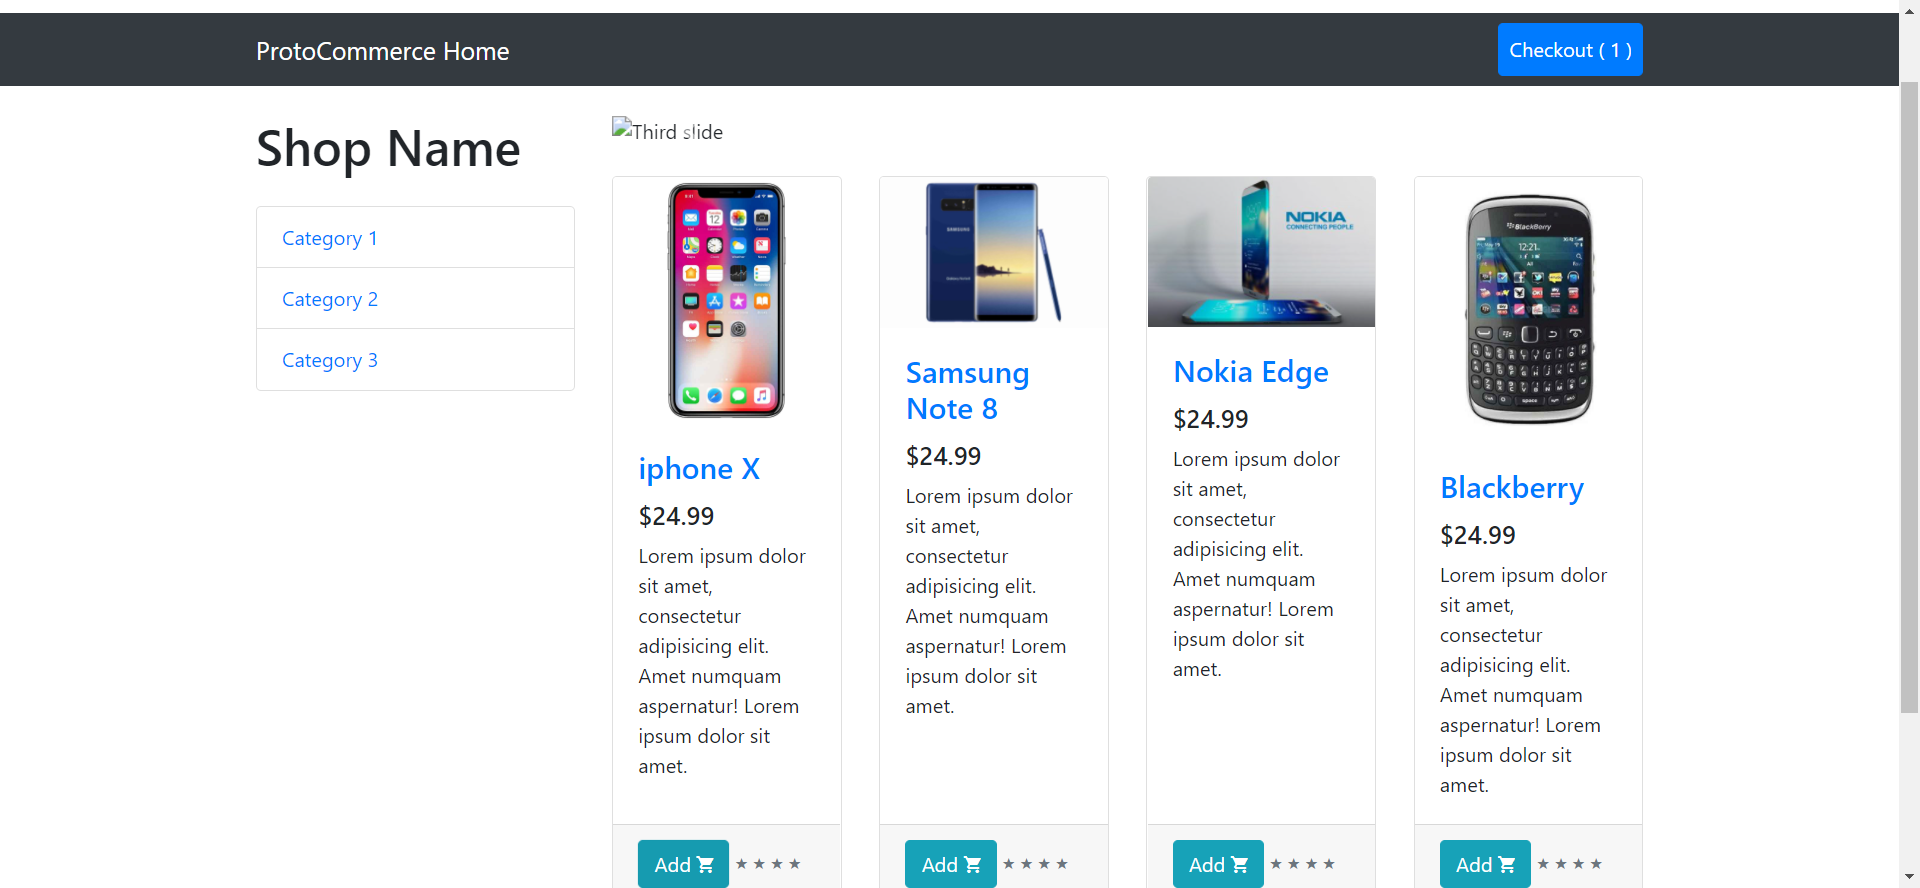 ProtoCommerce Home
Checkout ( 1 )
Shop Name
Category 1
Category 2
Category 3
Third slide
iphone X
$24.99
Lorem ipsum dolor
sit amet,
consectetur
adipisicing elit.
Amet numquam
aspernatur! Lorem
ipsum dolor sit
amet.
Add
★ ★ ★ ★
SAMSUNG
Samsung
Note 8
$24.99
Lorem ipsum dolor
sit amet,
consectetur
adipisicing elit.
Amet numquam
aspernatur! Lorem
ipsum dolor sit
amet.
Add
★ ★ ★ ★
NOKIA
CONNECTING PEOPLE
Nokia Edge
$24.99
Lorem ipsum dolor
sit amet,
consectetur
adipisicing elit.
Amet numquam
aspernatur! Lorem
ipsum dolor sit
amet.
Add
★ ★ ★ ★
BlackBerry
12:21
Blackberry
$24.99
Lorem ipsum dolor
sit amet,
consectetur
adipisicing elit.
Amet numquam
aspernatur! Lorem
ipsum dolor sit
amet.
Add
★ ★ ★ ★